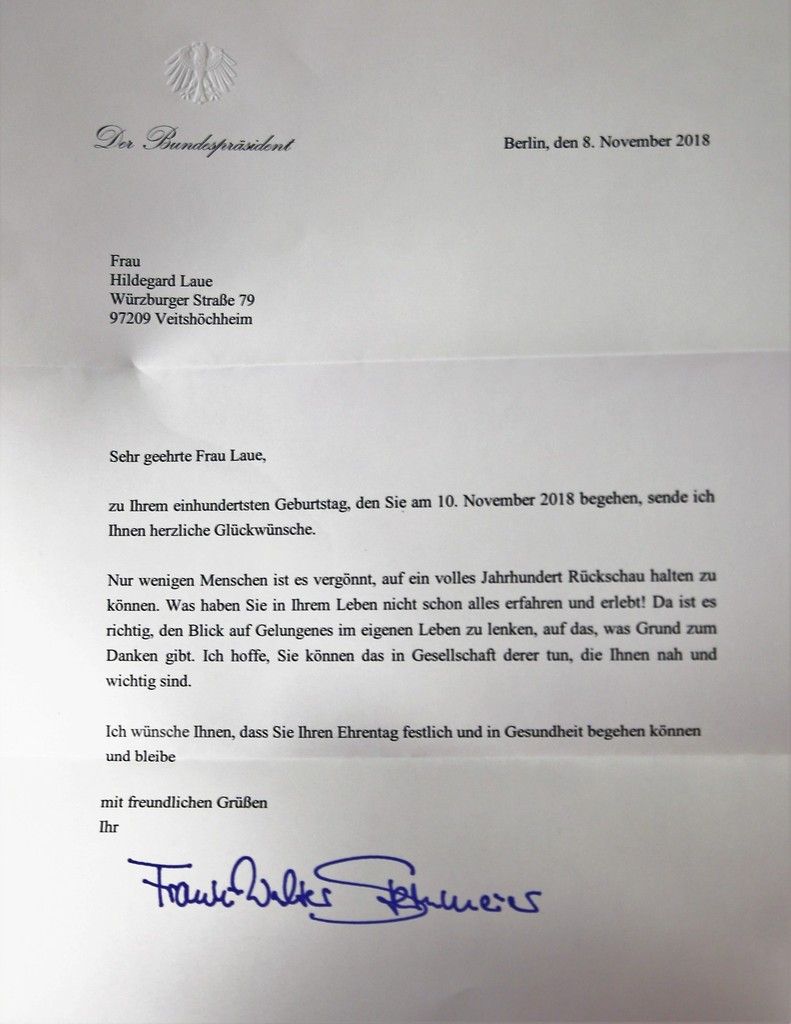 Der Bundespräsident
Berlin, den 8. November 2018
Frau
Hildegard Laue
Würzburger Straße 79
97209 Veitshöchheim
Sehr geehrte Frau Laue,
zu Ihrem einhundertsten Geburtstag, den Sie am 10. November 2018 begehen, sende ich
Ihnen herzliche Glückwünsche.
Nur wenigen Menschen ist es vergönnt, auf ein volles Jahrhundert Rückschau halten zu
können. Was haben Sie in Ihrem Leben nicht schon alles erfahren und erlebt! Da ist es
richtig, den Blick auf Gelungenes im eigenen Leben zu lenken, auf das, was Grund zum
Danken gibt. Ich hoffe, Sie können das in Gesellschaft derer tun, die Ihnen nah und
wichtig sind.
Ich wünsche Ihnen, dass Sie Ihren Ehrentag festlich und in Gesundheit begehen können
und bleibe
mit freundlichen Grüßen
Ihr
Frank-Walter Steinmeier